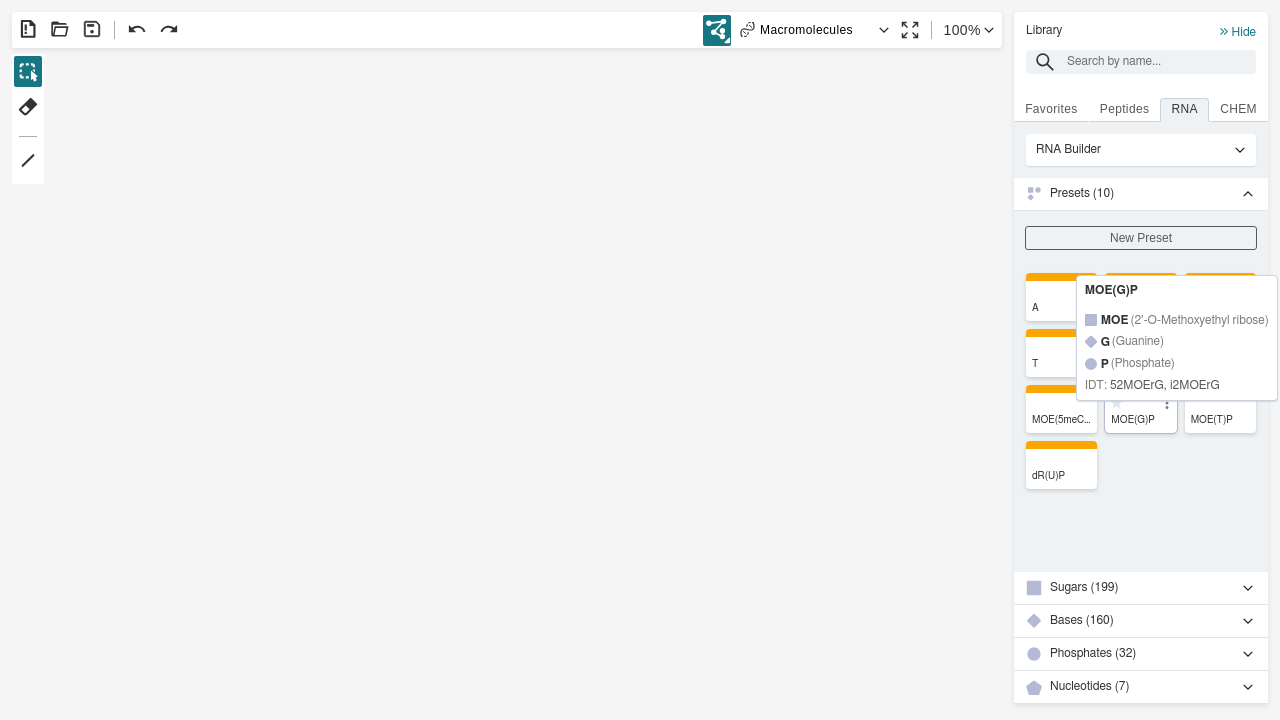 Macromolecules
100%
Library
Hide
Search by name...
Favorites
Peptides
RNA
CHEM
RNA Builder
Presets (10)
New Preset
A
T
MOE(G)P
MOE (2'-O-Methoxyethyl ribose)
G (Guanine)
P (Phosphate)
IDT: 52MOErG, i2MOErG
MOE(5meC...
MOE(G)P
MOE(T)P
dR(U)P
Sugars (199)
Bases (160)
Phosphates (32)
Nucleotides (7)